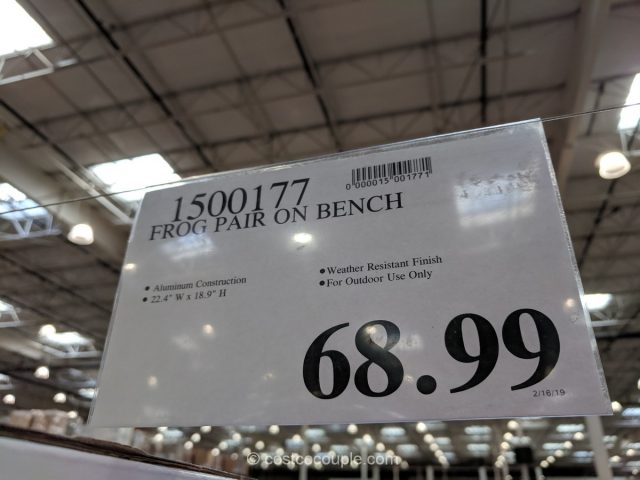 1500177
0 000015 001771
FROG PAIR ON BENCH
• Aluminum Construction
• 22.4" W x 18.9" H
• Weather Resistant Finish
• For Outdoor Use Only
68.99
2/16/19
costcocouple.com